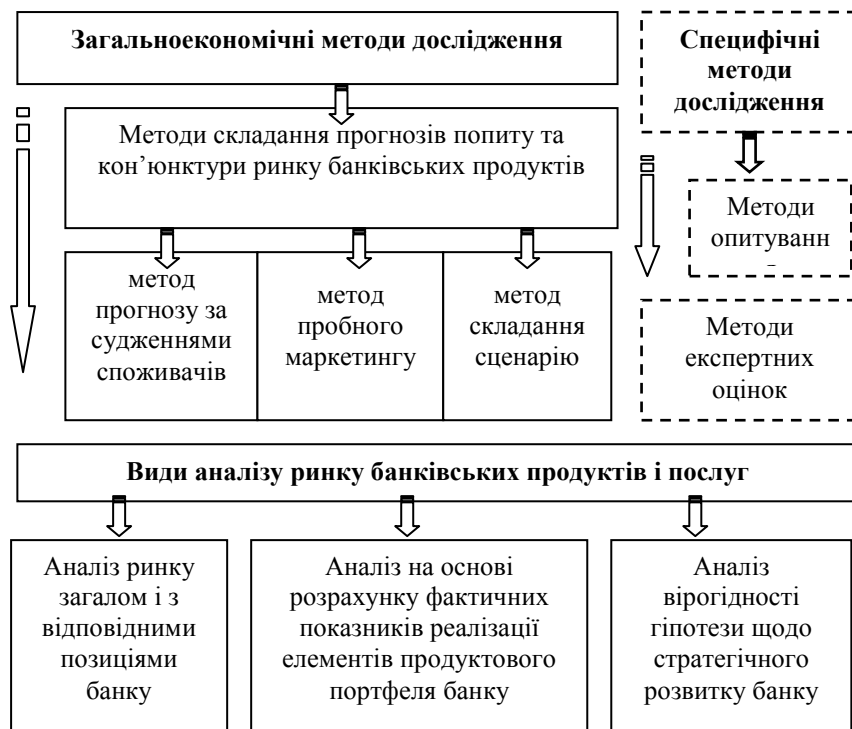 Загальноекономічні методи дослідження
Специфічні
методи
дослідження
Методи складання прогнозів попиту та
кон’юнктури ринку банківських продуктів
Методи
опитуванн
метод
прогнозу за
судженнями
споживачів
метод
пробного
маркетингу
метод
складання
сценарію
Методи
експертних
оцінок
Види аналізу ринку банківських продуктів і послуг
Аналіз ринку
загалом і з
відповідними
позиціями
банку
Аналіз на основі
розрахунку фактичних
показників реалізації
елементів продуктового
портфеля банку
Аналіз
вірогідності
гіпотези щодо
стратегічного
розвитку банку